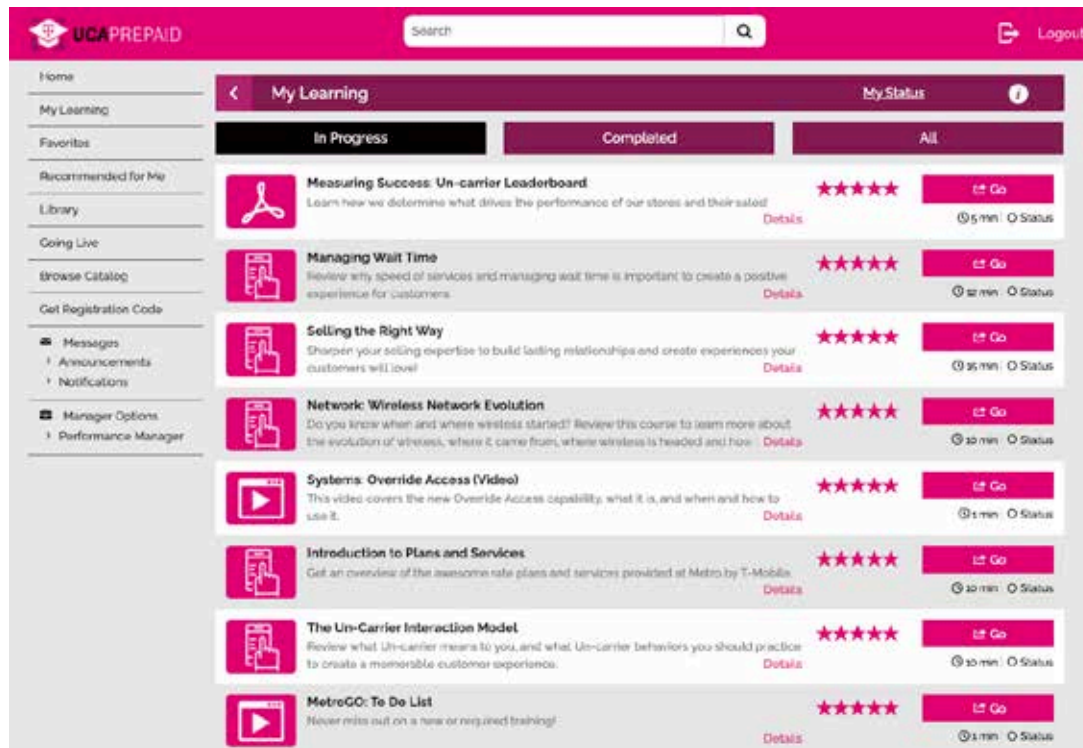 UCAPREPAID
Search
Logout
Home
My Learning
Favorites
Recommended for Me
Library
Going Live
Browse Catalog
Get Registration Code
Messages
Announcements
Notifications
Manager Options
Performance Manager
My Learning
My Status
In Progress
Completed
All
Measuring Success: Un-carrier Leaderboard
Learn how we determine what drives the performance of our stores and their sales!
Details
Go
5 min Status
Managing Wait Time
Review why speed of services and managing wait time is important to create a positive
experience for customers.
Details
Go
12 min Status
Selling the Right Way
Sharpen your selling expertise to build lasting relationships and create experiences your
customers will love!
Details
Go
min Status
Network: Wireless Network Evolution
Do you know when and where wireless started? Review this course to learn more about
the evolution of wireless, where it came from, where wireless is headed and how
Details
Go
10 min Status
Systems: Override Access (Video)
This video covers the new Override Access capability, what it is, and when and how to
use it.
Details
Go
1 min Status
Introduction to Plans and Services
Get an overview of the awesome rate plans and services provided at Metro by T-Mobile.
Details
Go
10 min Status
The Un-Carrier Interaction Model
Review what Un-carrier means to you, and what Un-carrier behaviors you should practice
to create a memorable customer experience.
Details
Go
10 min Status
MetroGO: To Do List
Never miss out on a new or required training!
Details
Go
1 min Status